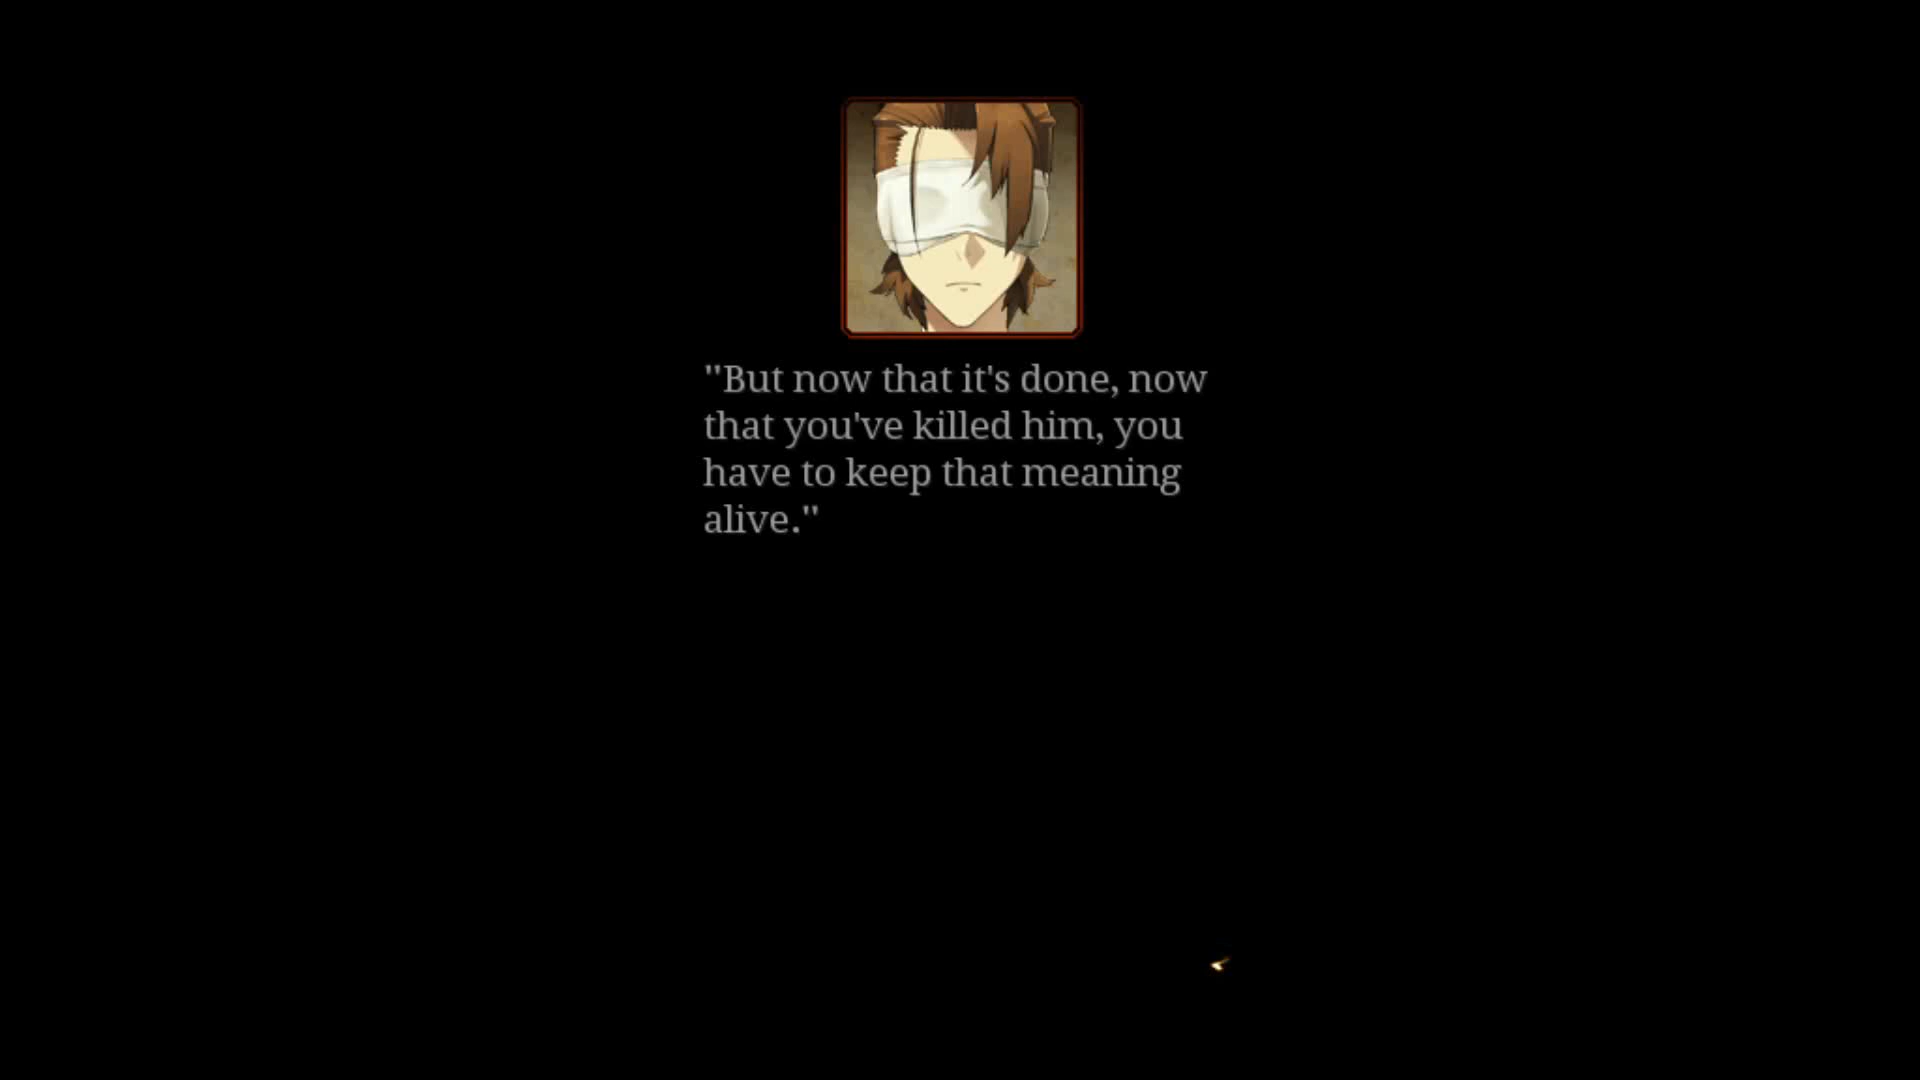 "But now that it's done, now
that you've killed him, you
have to keep that meaning
alive."